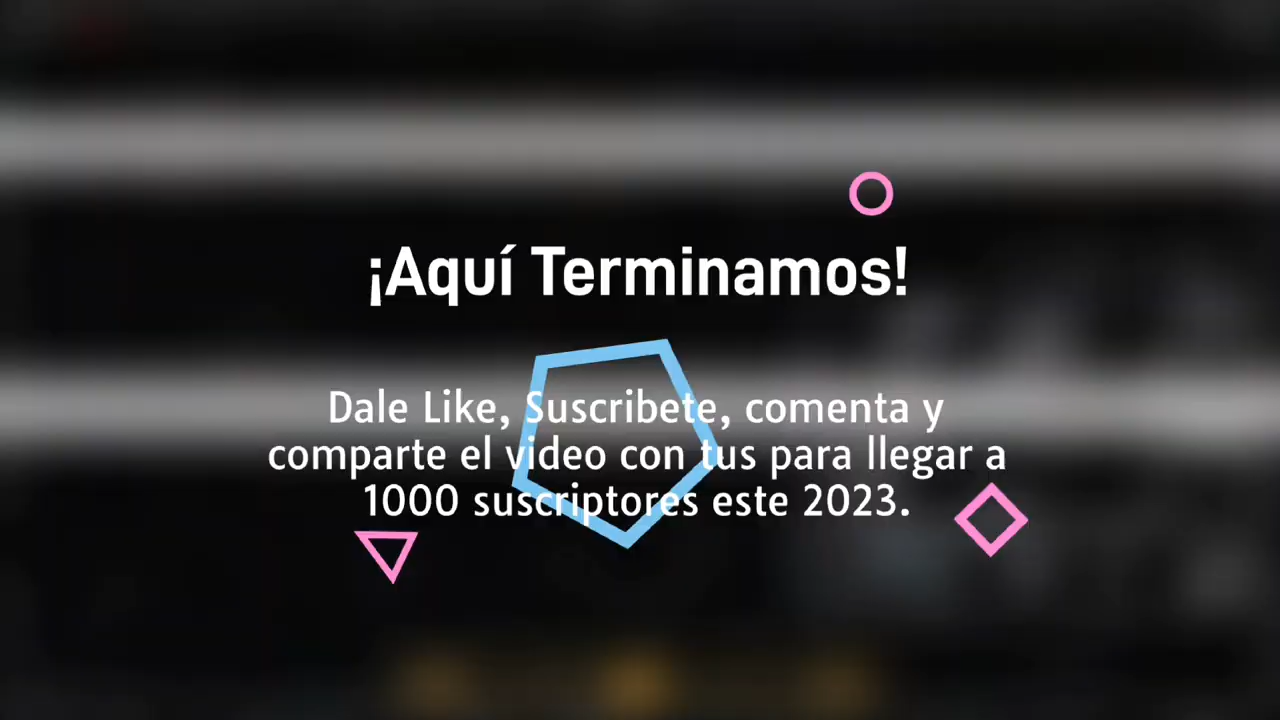 ¡Aquí Terminamos!
Dale Like, Suscribete, comenta y
comparte el video con tus para llegar a
1000 suscriptores este 2023.